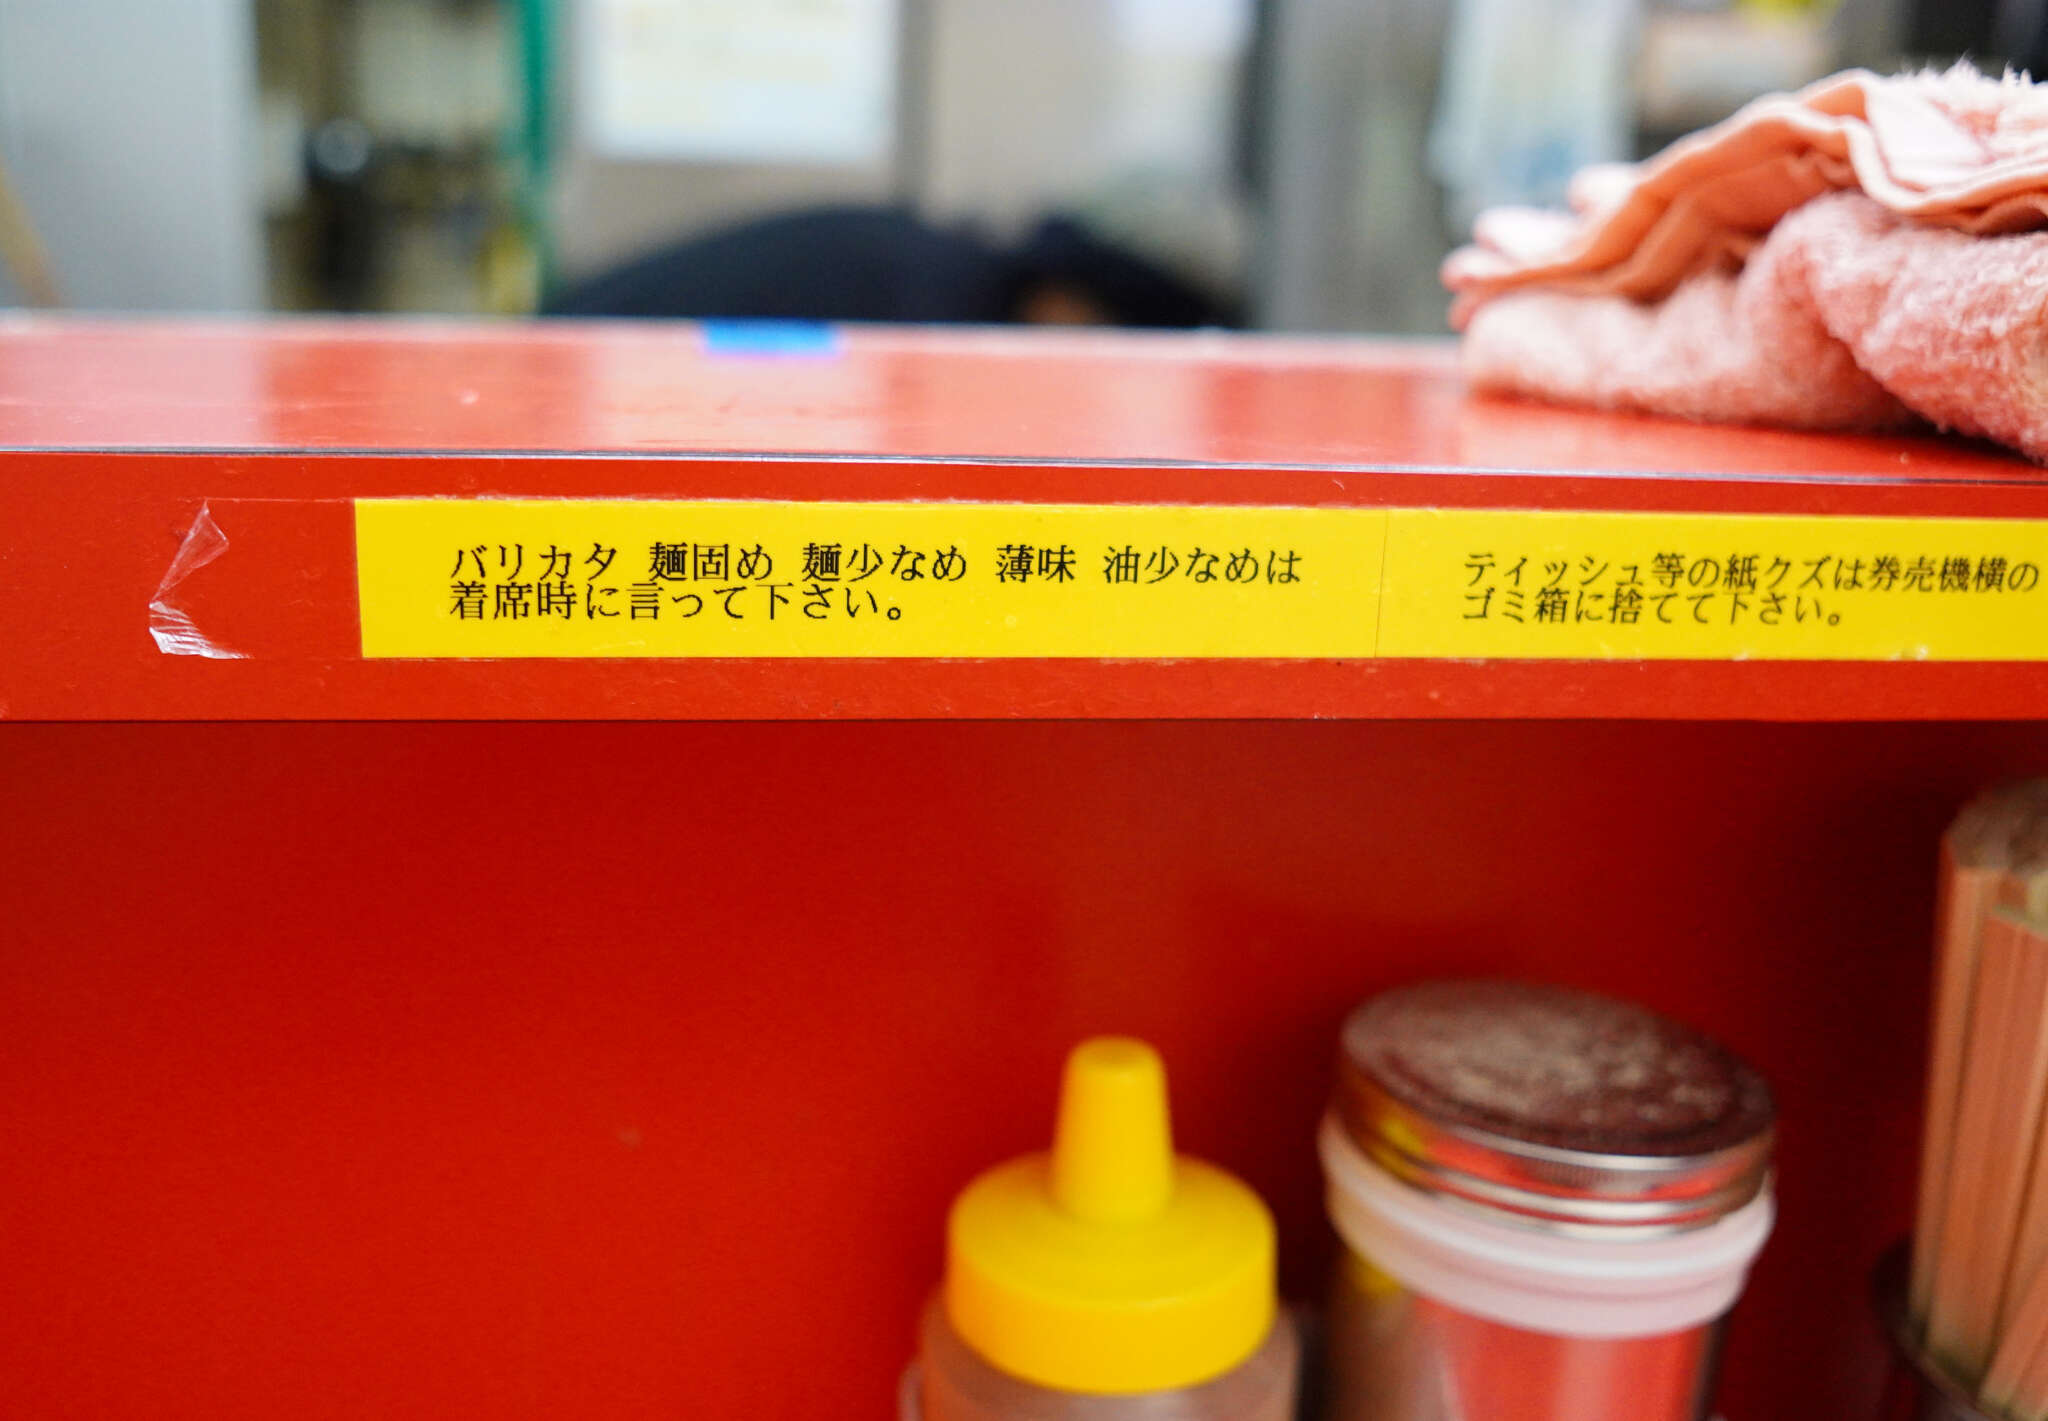 バリカタ 麺固め 麺少なめ 薄味 油少なめは
着席時に言って下さい。
ティッシュ等の紙クズは券売機横の
ゴミ箱に捨てて下さい。